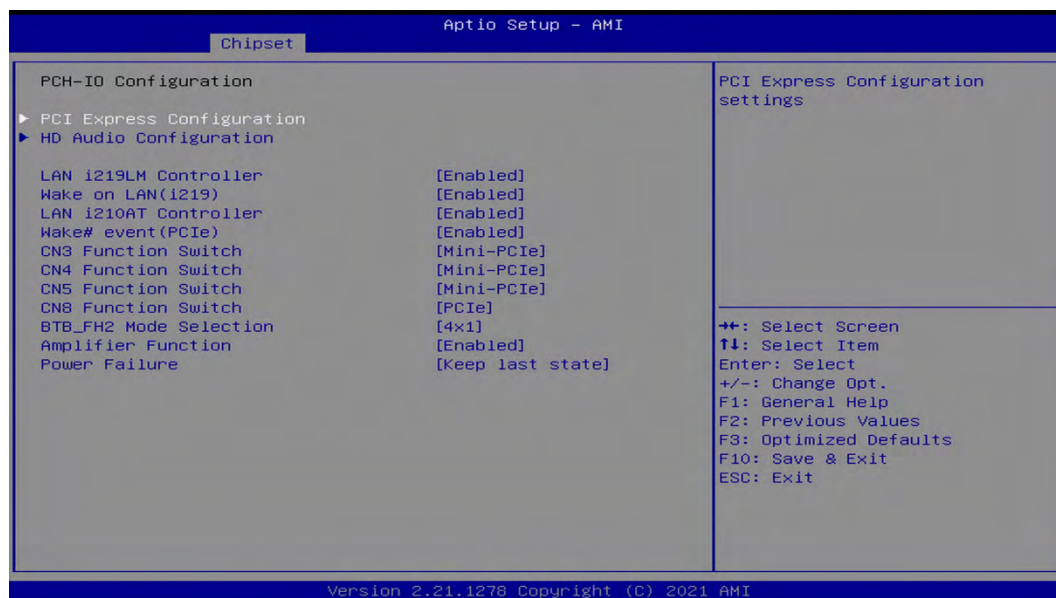 Aptio Setup – AMI
Chipset
PCH-IO Configuration
▶ PCI Express Configuration
▶ HD Audio Configuration
LAN i219LM Controller [Enabled]
Wake on LAN(i219) [Enabled]
LAN i210AT Controller [Enabled]
Wake# event(PCIe) [Enabled]
CN3 Function Switch [Mini-PCIe]
CN4 Function Switch [Mini-PCIe]
CN5 Function Switch [Mini-PCIe]
CN8 Function Switch [PCIe]
BTB_FH2 Mode Selection [4x1]
Amplifier Function [Enabled]
Power Failure [Keep last state]
PCI Express Configuration
settings
→←: Select Screen
↑↓: Select Item
Enter: Select
+/-: Change Opt.
F1: General Help
F2: Previous Values
F3: Optimized Defaults
F10: Save & Exit
ESC: Exit
Version 2.21.1278 Copyright (C) 2021 AMI